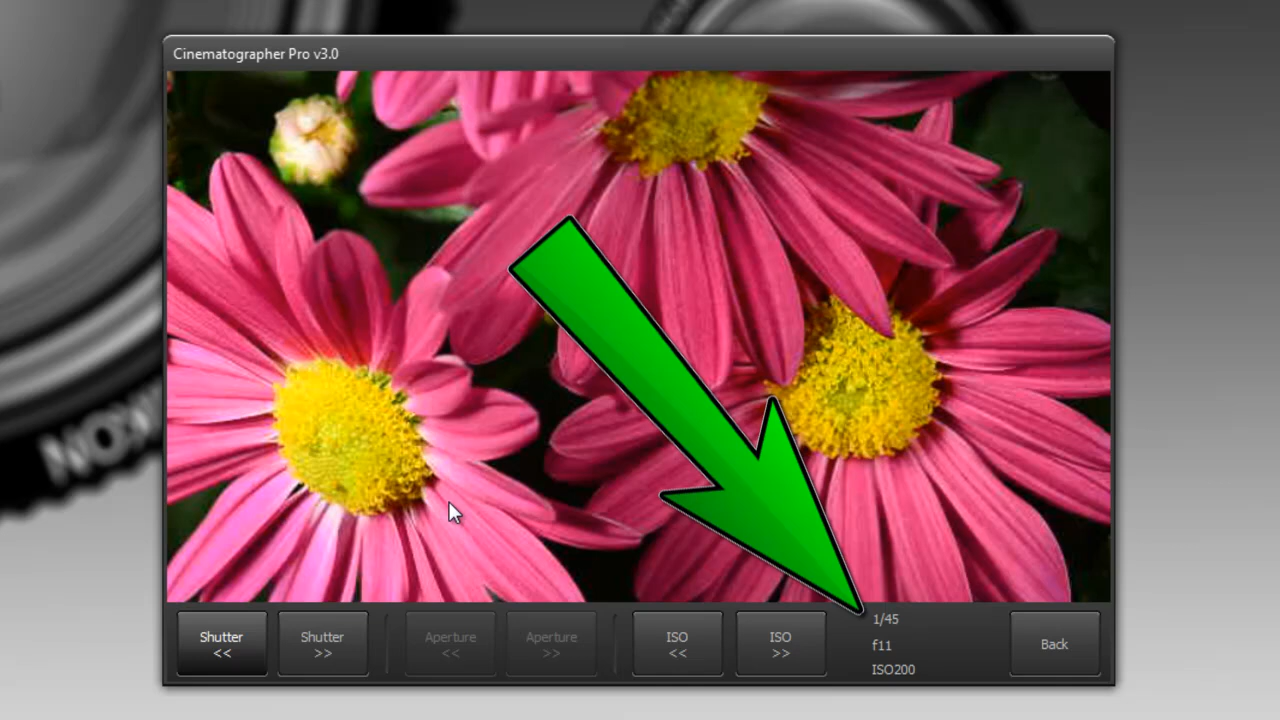 Cinematographer Pro v3.0
Shutter
<<
Shutter
>>
Aperture
<<
Aperture
>>
ISO
<<
ISO
>>
1/45
f11
ISO200
Back